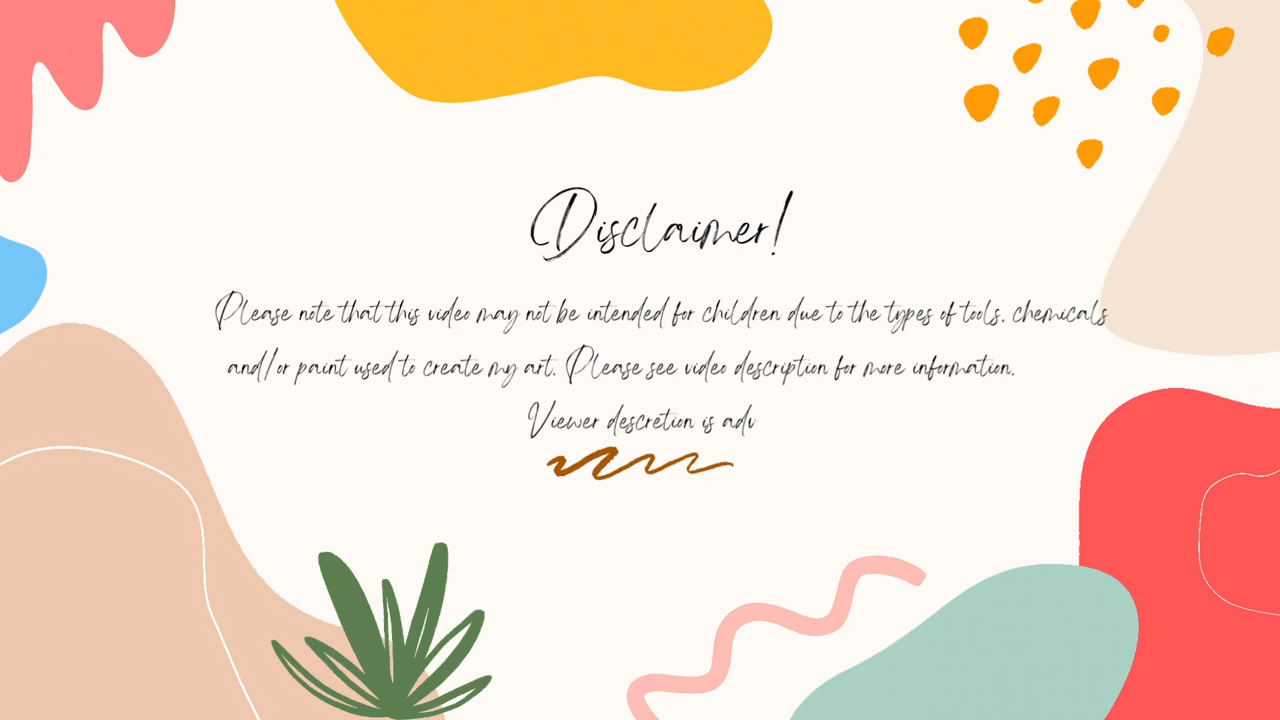 Disclaimer!
Please note that this video may not be intended for children due to the types of tools, chemicals
and/or paint used to create my art. Please see video description for more information.
Viewer descretion is adv